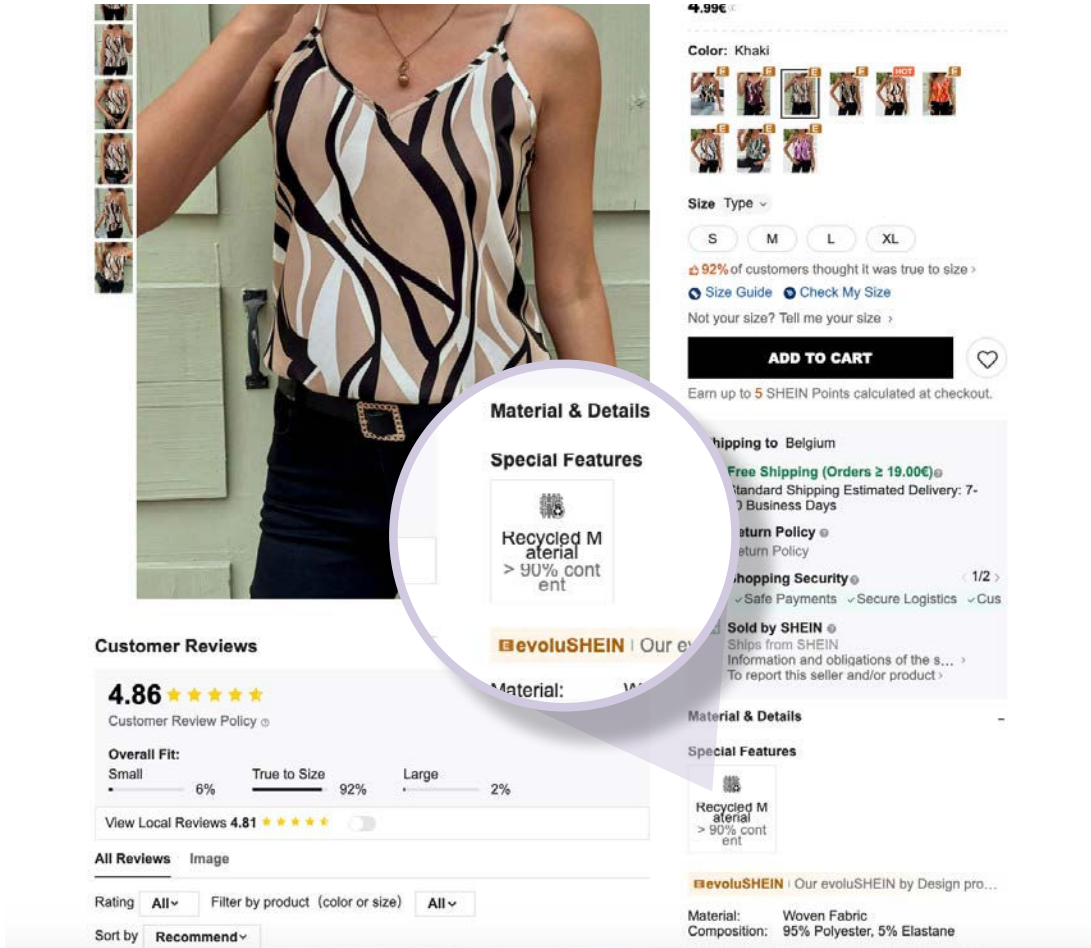 4.99€
Color: Khaki
E
E
E
E
HOT
E
E
E
E
Size Type
S
M
L
XL
92% of customers thought it was true to size >
Size Guide
Check My Size
Not your size? Tell me your size >
ADD TO CART
Earn up to 5 SHEIN Points calculated at checkout.
Shipping to Belgium
Free Shipping (Orders ≥ 19.00€)
Standard Shipping Estimated Delivery: 7-
0 Business Days
Return Policy
Return Policy
Shopping Security
1/2
Safe Payments
Secure Logistics
Cus
Sold by SHEIN
Ships from SHEIN
Information and obligations of the s... >
To report this seller and/or product >
Material & Details
Special Features
Recycled M
aterial
> 90% cont
ent
evoluSHEIN | Our ev
Material:
Customer Reviews
4.86
Customer Review Policy
Overall Fit:
Small
6%
True to Size
92%
Large
2%
View Local Reviews 4.81
All Reviews
Image
Rating
All
Filter by product (color or size)
All
Sort by
Recommend
Material & Details
–
Special Features
Recycled M
aterial
> 90% cont
ent
evoluSHEIN | Our evoluSHEIN by Design pro...
Material: Woven Fabric
Composition: 95% Polyester, 5% Elastane